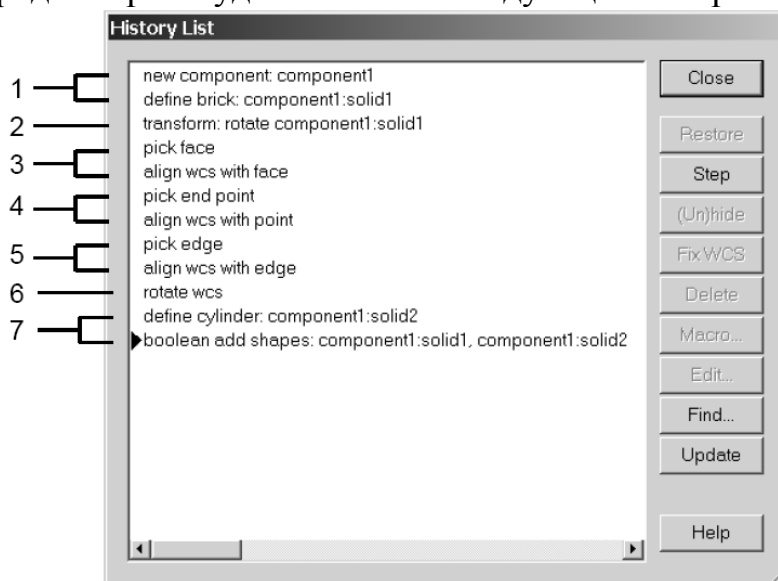 History List
1
new component: component1
define brick: component1:solid1
2
transform: rotate component1:solid1
3
pick face
align wcs with face
4
pick end point
align wcs with point
5
pick edge
align wcs with edge
6
rotate wcs
7
define cylinder: component1:solid2
boolean add shapes: component1:solid1, component1:solid2
Close
Restore
Step
(Un)hide
Fix WCS
Delete
Macro...
Edit...
Find...
Update
Help